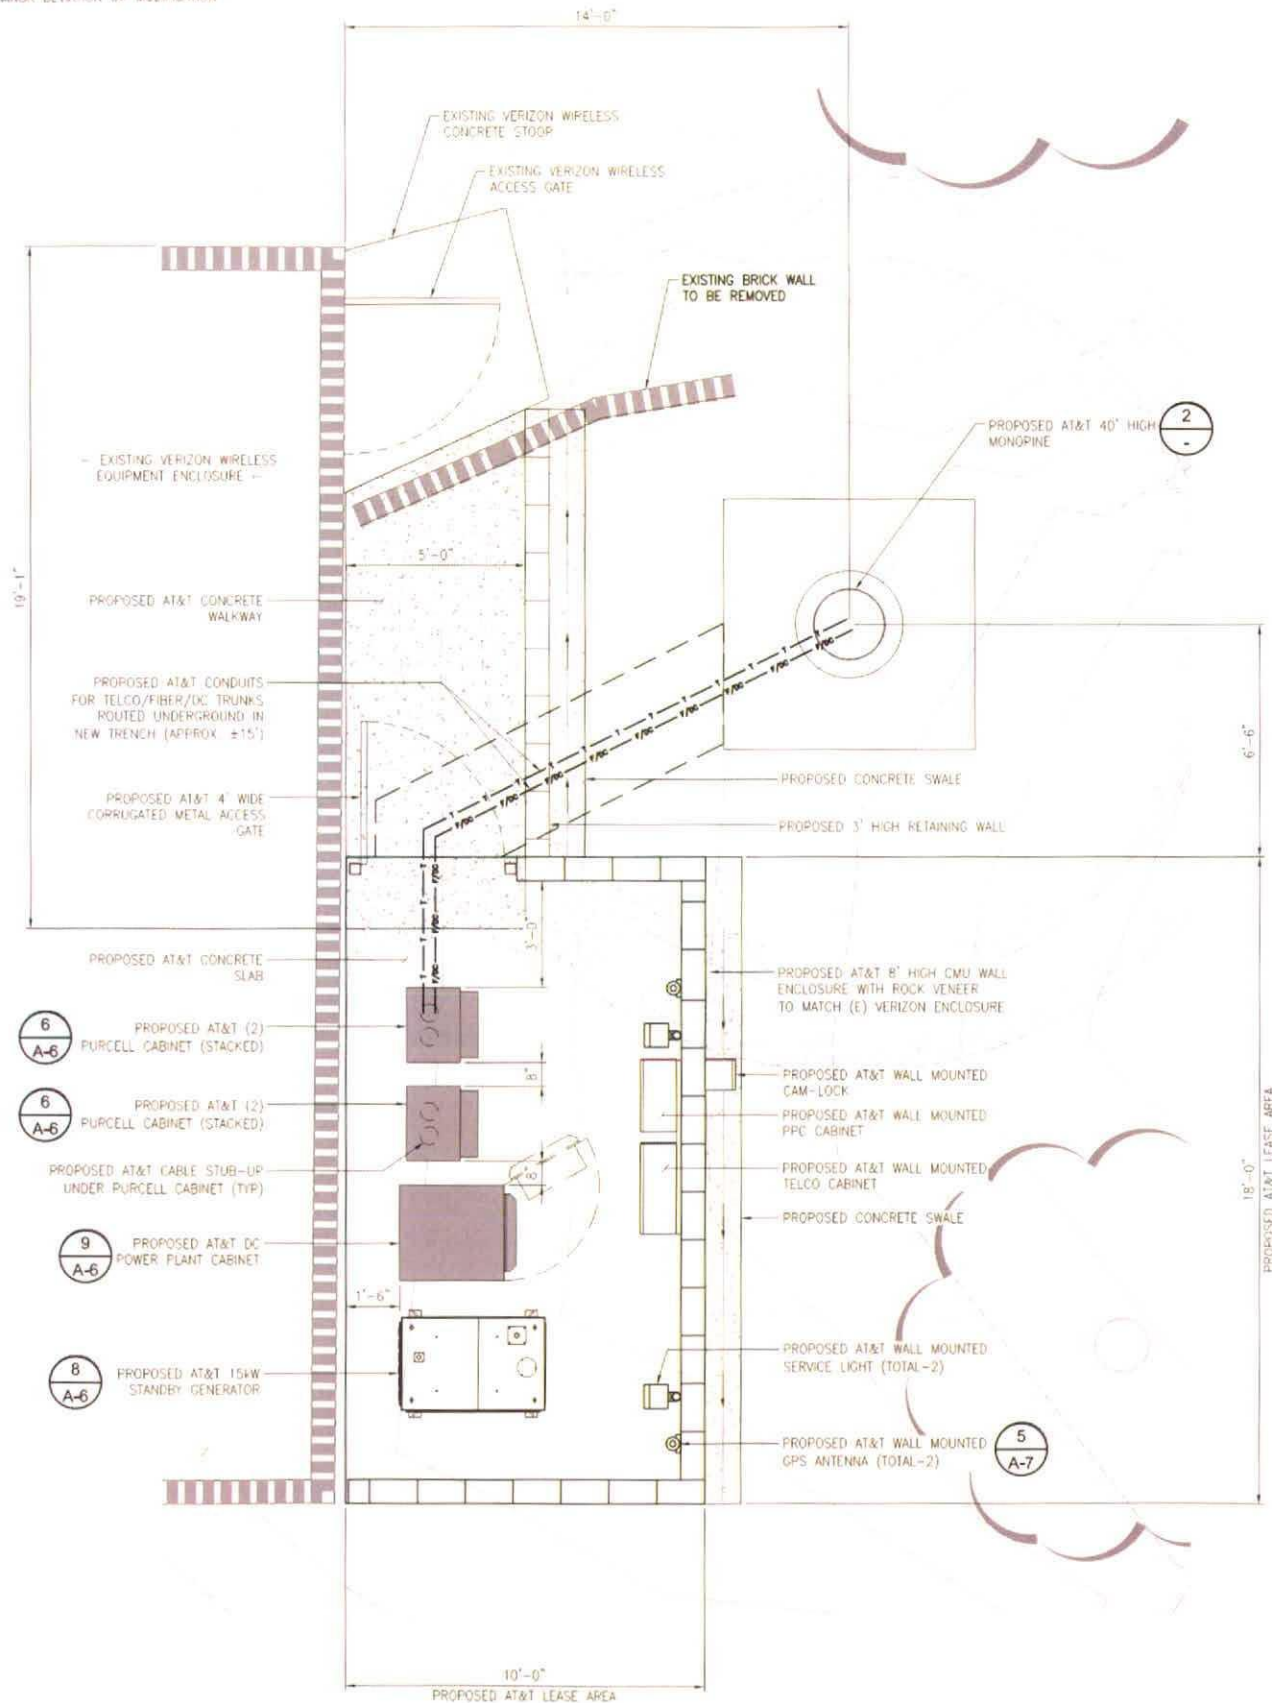 14'-0"
EXISTING VERIZON WIRELESS
CONCRETE STOOP
EXISTING VERIZON WIRELESS
ACCESS GATE
EXISTING BRICK WALL
TO BE REMOVED
PROPOSED AT&T 40' HIGH
MONOPINE
2
-
← EXISTING VERIZON WIRELESS
EQUIPMENT ENCLOSURE ←
19'-1"
5'-0"
PROPOSED AT&T CONCRETE
WALKWAY
PROPOSED AT&T CONDUITS
FOR TELCO/FIBER/DC TRUNKS
ROUTED UNDERGROUND IN
NEW TRENCH (APPROX. ±15')
PROPOSED AT&T 4' WIDE
CORRUGATED METAL ACCESS
GATE
T T T T T T T
F/DC F/DC F/DC F/DC F/DC F/DC
6'-6"
PROPOSED CONCRETE SWALE
PROPOSED 3' HIGH RETAINING WALL
3'-0"
PROPOSED AT&T CONCRETE
SLAB
PROPOSED AT&T 8' HIGH CMU WALL
ENCLOSURE WITH ROCK VENEER
TO MATCH (E) VERIZON ENCLOSURE
6
A-6
PROPOSED AT&T (2)
PURCELL CABINET (STACKED)
8"
PROPOSED AT&T WALL MOUNTED
CAM-LOCK
6
A-6
PROPOSED AT&T (2)
PURCELL CABINET (STACKED)
PROPOSED AT&T WALL MOUNTED
PPC CABINET
PROPOSED AT&T CABLE STUB-UP
UNDER PURCELL CABINET (TYP)
8"
PROPOSED AT&T WALL MOUNTED
TELCO CABINET
18'-0"
PROPOSED AT&T LEASE AREA
PROPOSED CONCRETE SWALE
9
A-6
PROPOSED AT&T DC
POWER PLANT CABINET
1'-6"
8
A-6
PROPOSED AT&T 15kW
STANDBY GENERATOR
PROPOSED AT&T WALL MOUNTED
SERVICE LIGHT (TOTAL-2)
PROPOSED AT&T WALL MOUNTED
GPS ANTENNA (TOTAL-2)
5
A-7
10'-0"
PROPOSED AT&T LEASE AREA